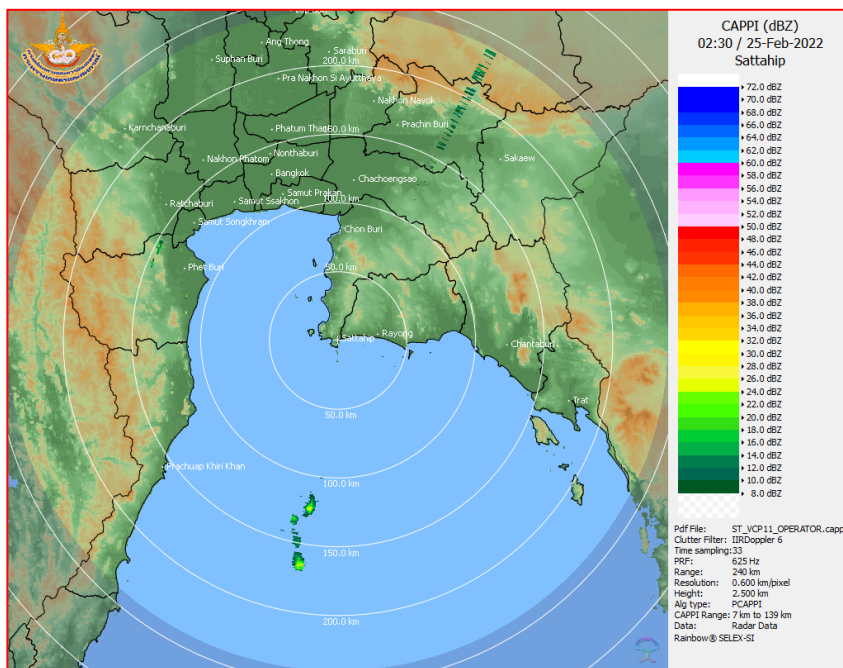 CAPPI (dBZ)
02:30 / 25-Feb-2022
Sattahip
72.0 dBZ
70.0 dBZ
68.0 dBZ
66.0 dBZ
64.0 dBZ
62.0 dBZ
60.0 dBZ
58.0 dBZ
56.0 dBZ
54.0 dBZ
52.0 dBZ
50.0 dBZ
48.0 dBZ
46.0 dBZ
44.0 dBZ
42.0 dBZ
40.0 dBZ
38.0 dBZ
36.0 dBZ
34.0 dBZ
32.0 dBZ
30.0 dBZ
28.0 dBZ
26.0 dBZ
24.0 dBZ
22.0 dBZ
20.0 dBZ
18.0 dBZ
16.0 dBZ
14.0 dBZ
12.0 dBZ
10.0 dBZ
8.0 dBZ
Pdf File: ST_VCP11_OPERATOR.capp
Clutter Filter: IIRDoppler 6
Time sampling:33
PRF: 625 Hz
Range: 240 km
Resolution: 0.600 km/pixel
Height: 2.500 km
Alg type: PCAPPI
CAPPI Range: 7 km to 139 km
Data: Radar Data
Rainbow® SELEX-SI
Ang Thong
Saraburi
Suphan Buri
200.0 km
Pra Nakhon Si Ayutthaya
Nakhon Nayok
Karnchanaburi
Phatum Thani
Prachin Buri
Nonthaburi
Nakhon Phatom
Sakaew
Bangkok
Chachoengsao
Samut Prakan
Ratchaburi
Samut Ssakhon
100.0 km
Samut Songkhram
Chon Buri
Phet Buri
50.0 km
Sattahip
Rayong
Chantaburi
Trat
50.0 km
Prachuap Khiri Khan
100.0 km
150.0 km
200.0 km